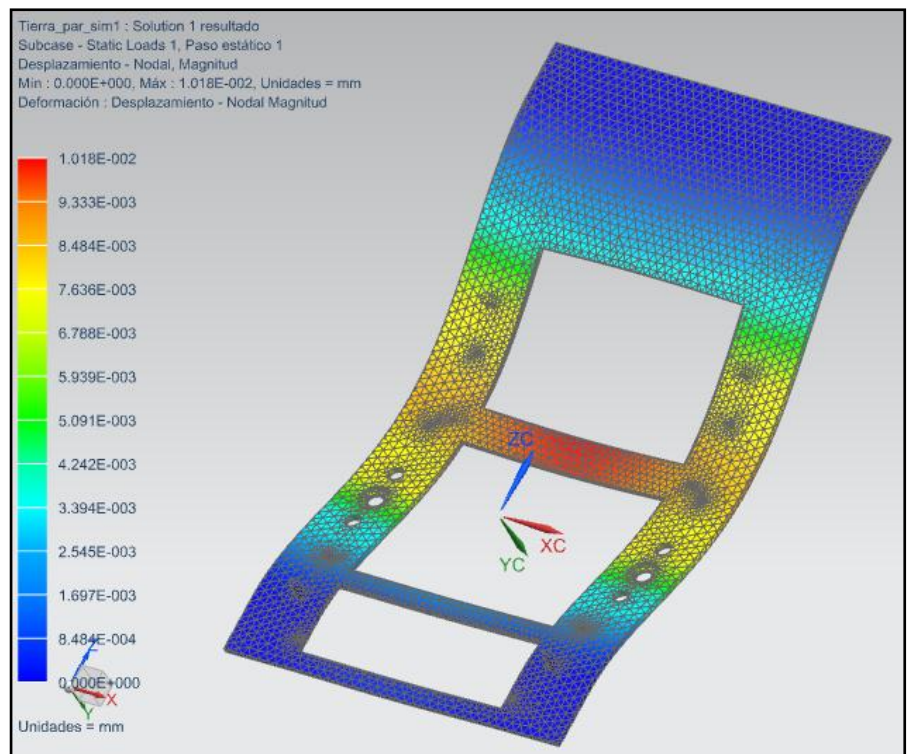 Tierra_par_sim1 : Solution 1 resultado
Subcase - Static Loads 1, Paso estático 1
Desplazamiento - Nodal, Magnitud
Min : 0.000E+000, Máx : 1.018E-002, Unidades = mm
Deformación : Desplazamiento - Nodal Magnitud
1.018E-002
9.333E-003
8.484E-003
7.636E-003
6.788E-003
5.939E-003
5.091E-003
4.242E-003
3.394E-003
2.545E-003
1.697E-003
8.484E-004
0.000E+000
Unidades = mm
ZC
XC
YC
Z
X
Y